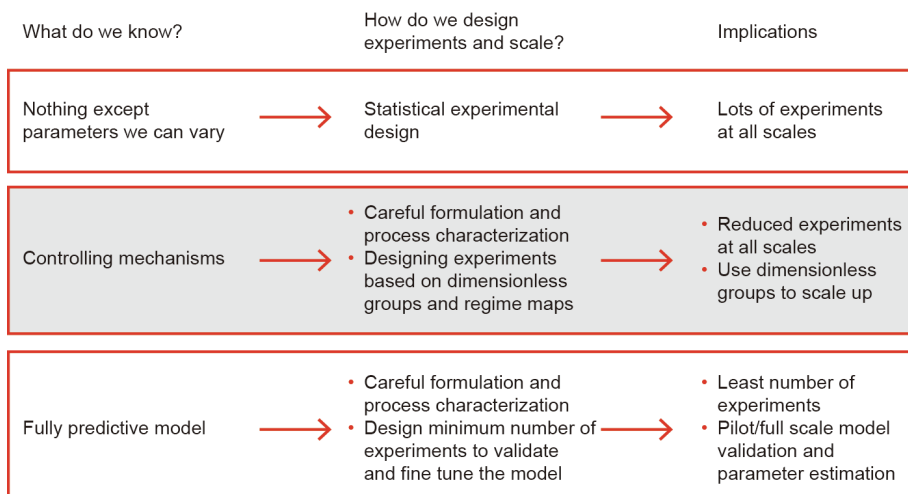 What do we know?
How do we design
experiments and scale?
Implications
Nothing except
parameters we can vary
Statistical experimental
design
Lots of experiments
at all scales
Controlling mechanisms
• Careful formulation and
process characterization
• Designing experiments
based on dimensionless
groups and regime maps
• Reduced experiments
at all scales
• Use dimensionless
groups to scale up
Fully predictive model
• Careful formulation and
process characterization
• Design minimum number of
experiments to validate
and fine tune the model
• Least number of
experiments
• Pilot/full scale model
validation and
parameter estimation